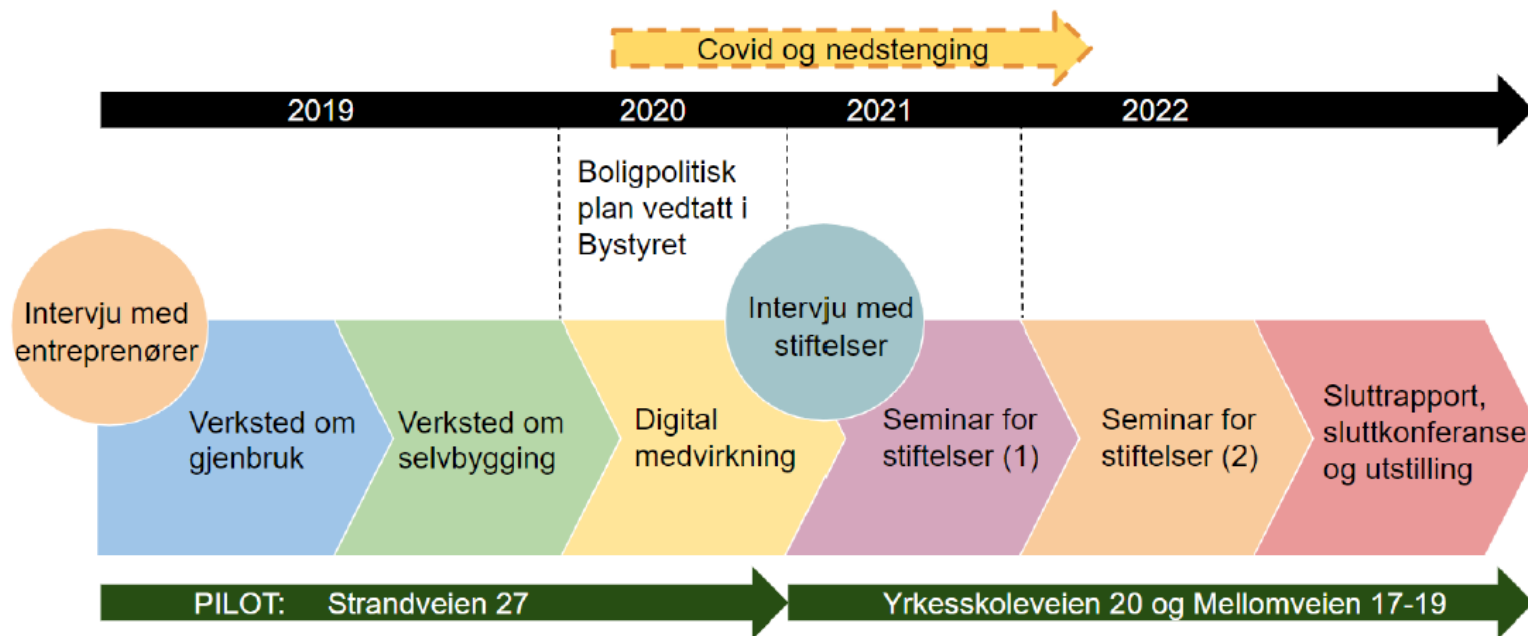 Covid og nedstenging
2019 2020 2021 2022
Boligpolitisk
plan vedtatt i
Bystyret
Intervju med
entreprenører
Intervju med
stiftelser
Verksted om
gjenbruk
Verksted om
selvbygging
Digital
medvirkning
Seminar for
stiftelser (1)
Seminar for
stiftelser (2)
Sluttrapport,
sluttkonferanse
og utstilling
PILOT: Strandveien 27
Yrkesskoleveien 20 og Mellomveien 17-19